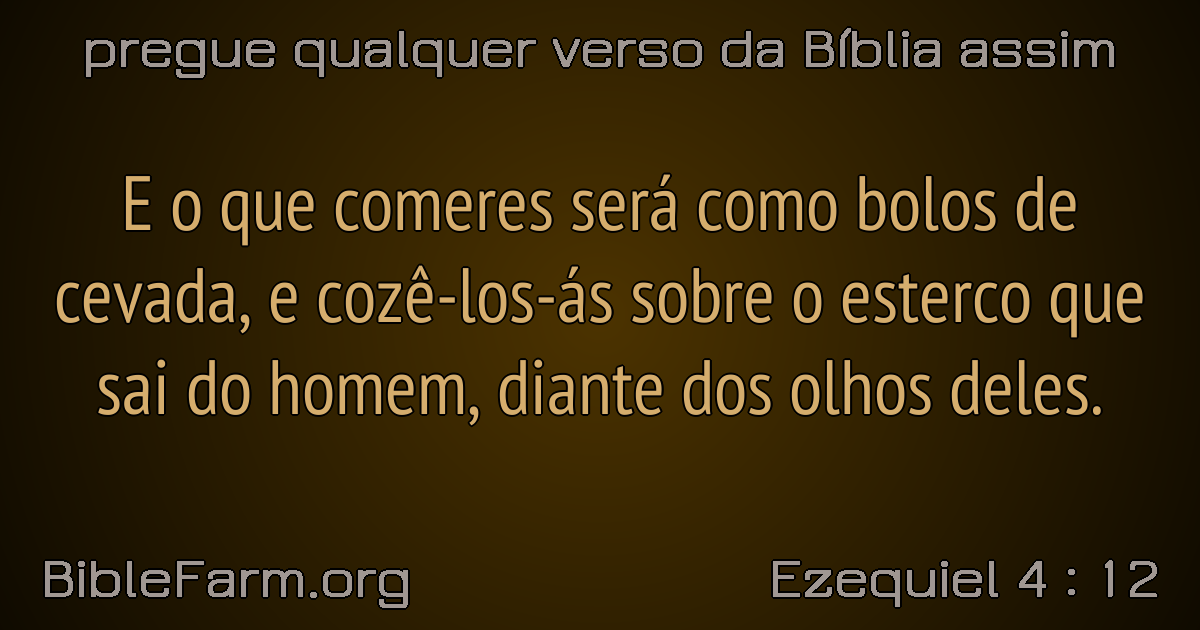 pregue qualquer verso da Bíblia assim
E o que comeres será como bolos de
cevada, e cozê-los-ás sobre o esterco que
sai do homem, diante dos olhos deles.
BibleFarm.org
Ezequiel 4 : 12